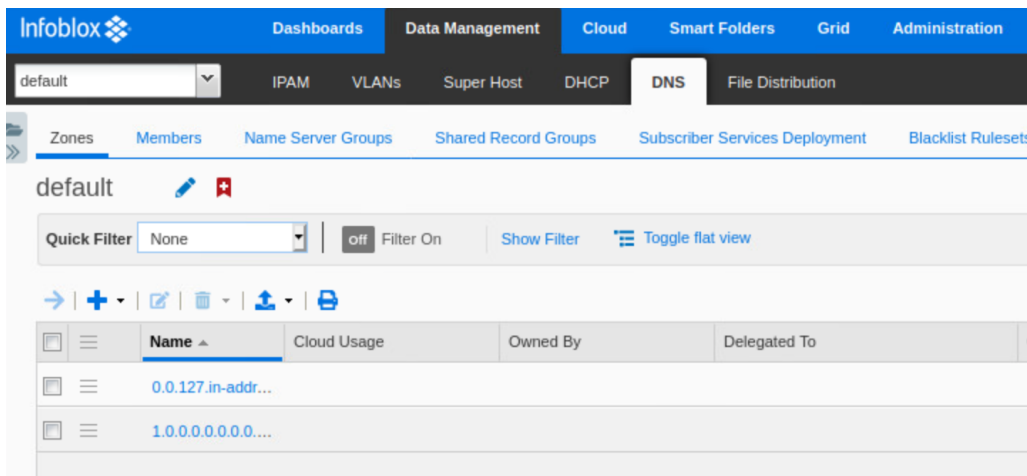 Infoblox Dashboards Data Management Cloud Smart Folders Grid Administration
default IPAM VLANs Super Host DHCP DNS File Distribution
Zones Members Name Server Groups Shared Record Groups Subscriber Services Deployment Blacklist Rulesets
default
Quick Filter None Off Filter On Show Filter Toggle flat view
Name Cloud Usage Owned By Delegated To
0.0.127.in-addr...
1.0.0.0.0.0.0....